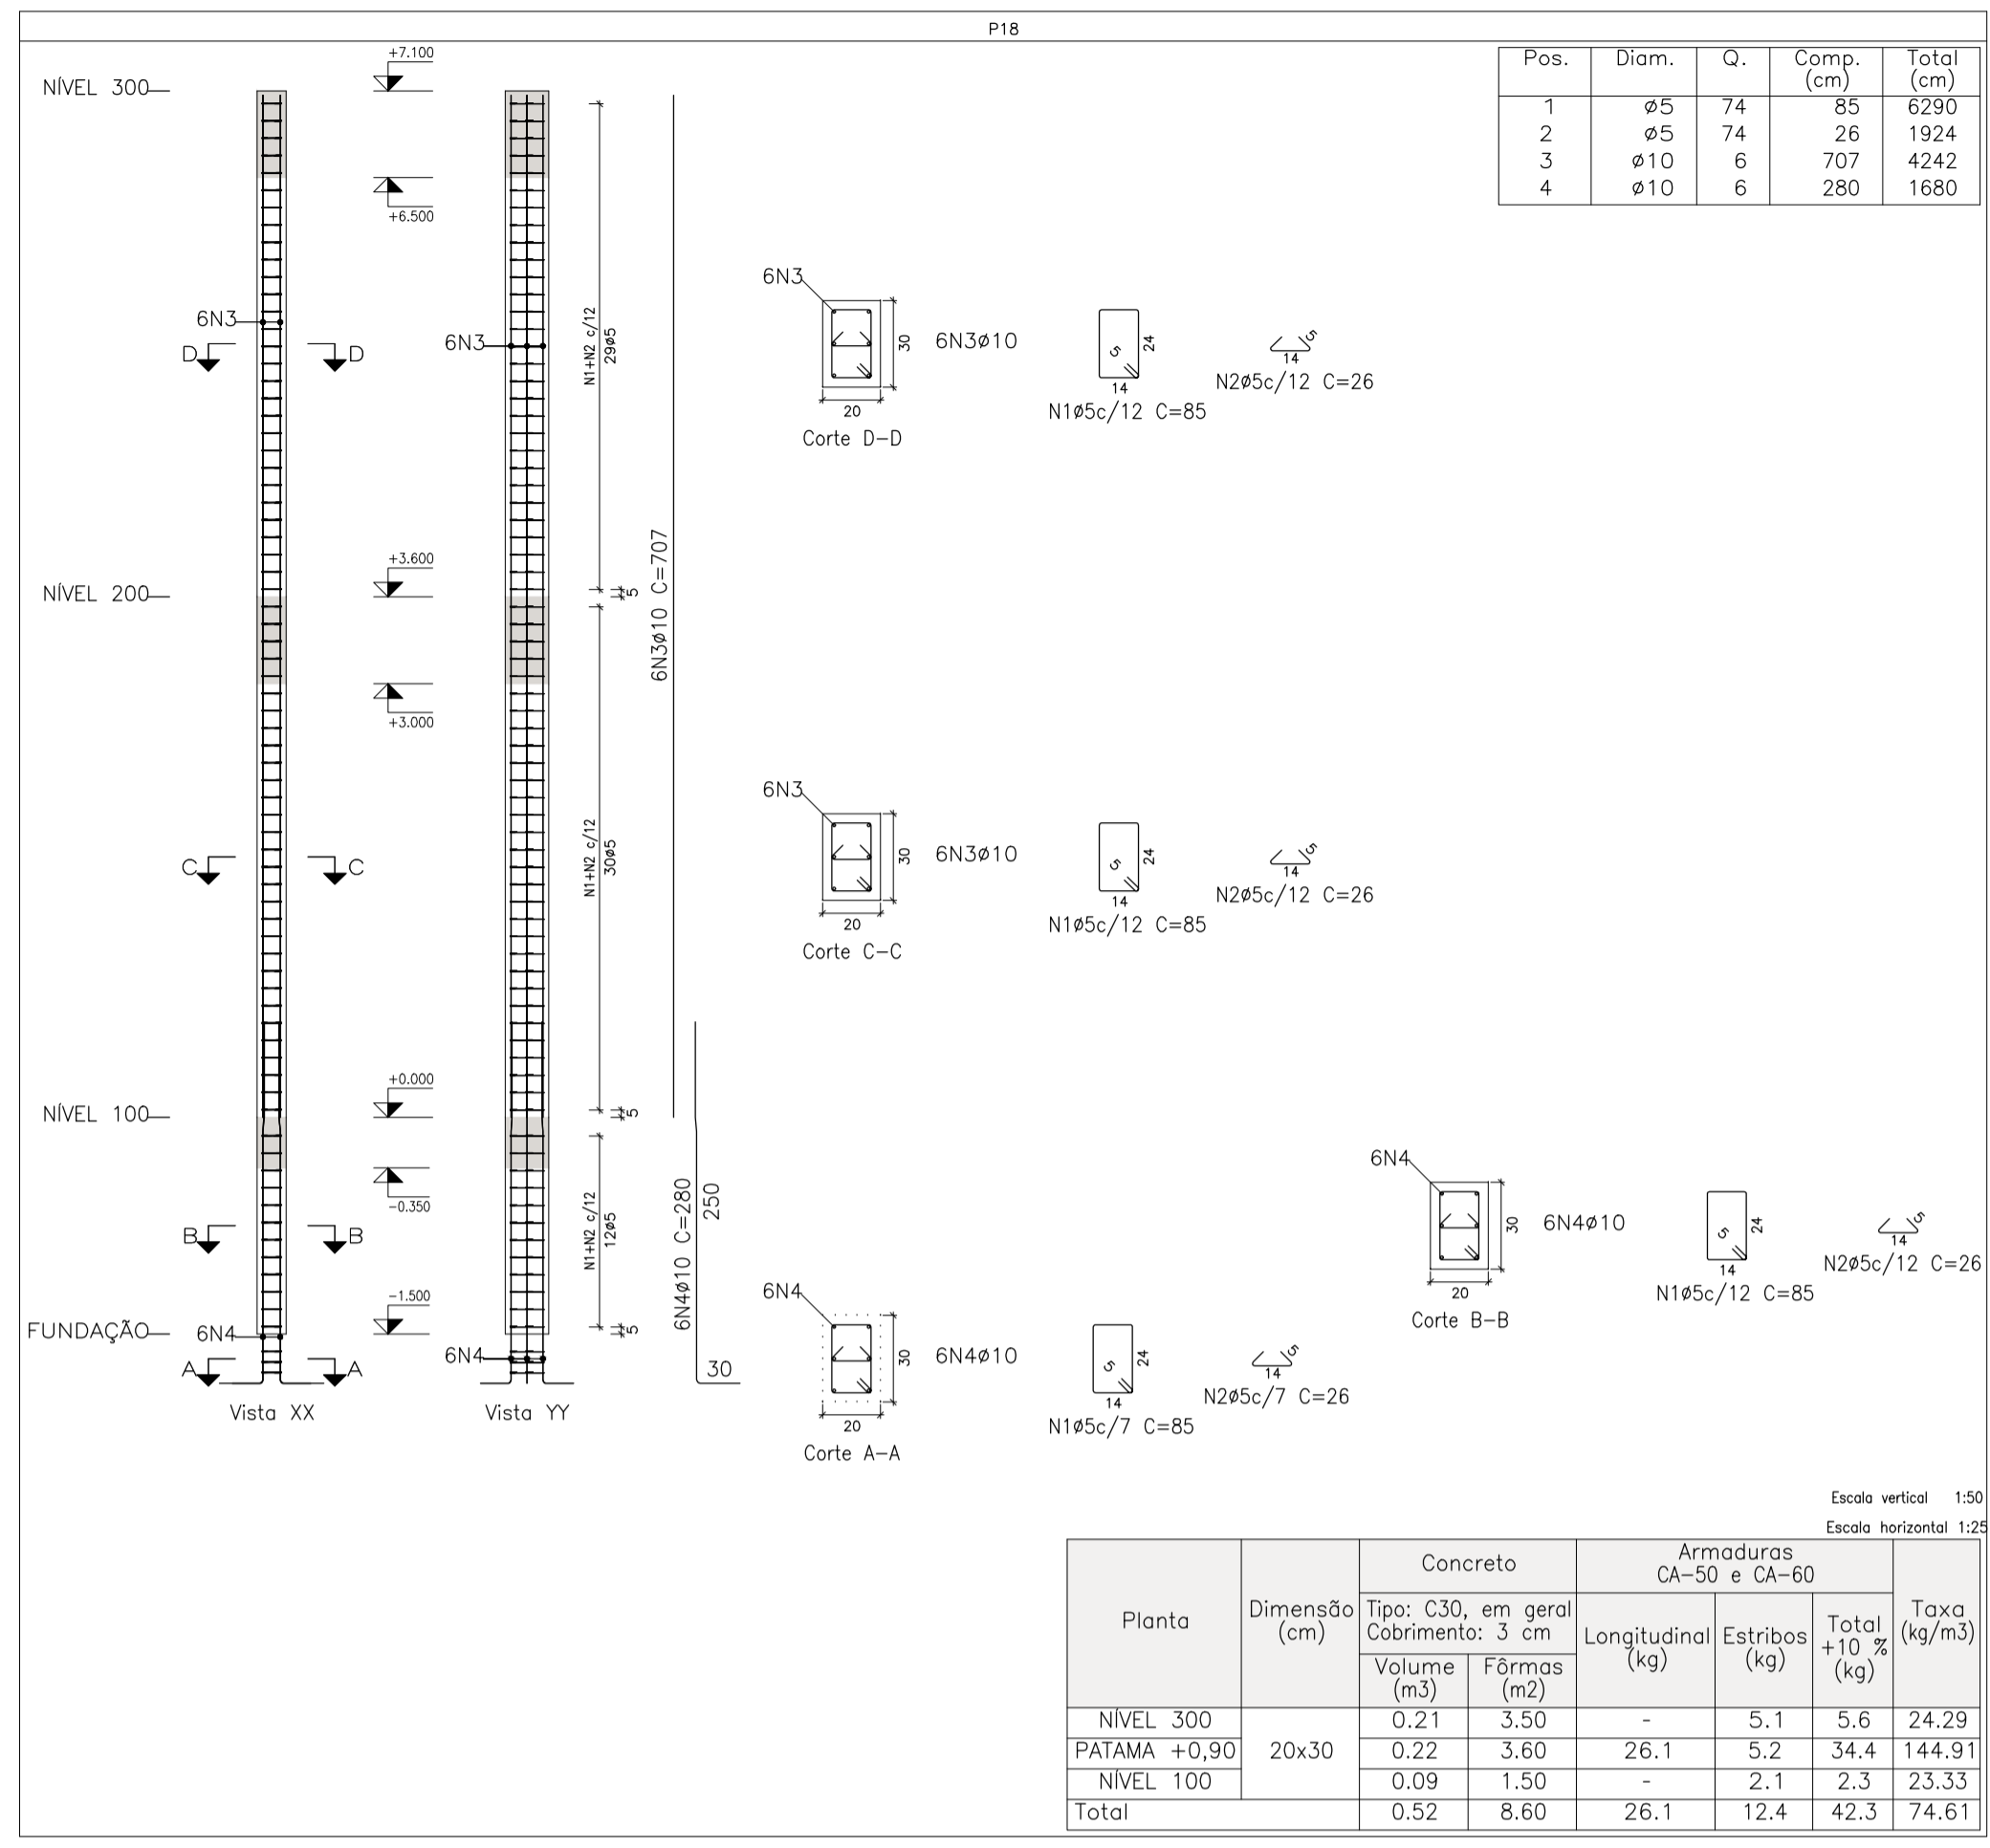 P18
Pos. Diam. Q. Comp. (cm) Total (cm)
1 ø5 74 85 6290
2 ø5 74 26 1924
3 ø10 6 707 4242
4 ø10 6 280 1680
NÍVEL 300
+7.100
+6.500
6N3
D D
6N3
N1+N2 c/12
29ø5
6N3
30
20
Corte D-D
6N3ø10
5
24
14
N1ø5c/12 C=85
5
14
N2ø5c/12 C=26
6N3ø10 C=707
NÍVEL 200
+3.600
5
+3.000
C C
N1+N2 c/12
30ø5
6N3
30
20
Corte C-C
6N3ø10
5
24
14
N1ø5c/12 C=85
5
14
N2ø5c/12 C=26
NÍVEL 100
+0.000
5
-0.350
B B
N1+N2 c/12
12ø5
6N4ø10 C=280
250
30
6N4
30
20
Corte B-B
6N4ø10
5
24
14
N1ø5c/12 C=85
5
14
N2ø5c/12 C=26
FUNDAÇÃO
-1.500
5
6N4
A A
6N4
Vista XX
Vista YY
6N4
30
20
Corte A-A
6N4ø10
5
24
14
N1ø5c/7 C=85
5
14
N2ø5c/7 C=26
Escala vertical 1:50
Escala horizontal 1:25
Planta
Dimensão
(cm)
Concreto
Tipo: C30, em geral
Cobrimento: 3 cm
Volume
(m3)
Fôrmas
(m2)
Armaduras
CA-50 e CA-60
Longitudinal
(kg)
Estribos
(kg)
Total
+10 %
(kg)
Taxa
(kg/m3)
NÍVEL 300 0.21 3.50 - 5.1 5.6 24.29
PATAMA +0,90 20x30 0.22 3.60 26.1 5.2 34.4 144.91
NÍVEL 100 0.09 1.50 - 2.1 2.3 23.33
Total 0.52 8.60 26.1 12.4 42.3 74.61